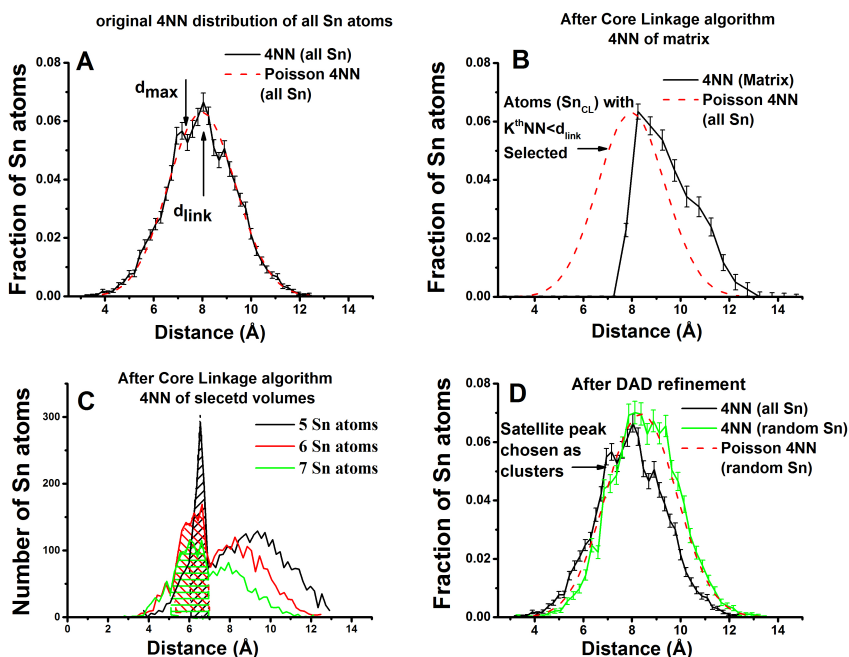 original 4NN distribution of all Sn atoms
A
4NN (all Sn)
Poisson 4NN
(all Sn)
dmax
dlink
0.08
0.06
0.04
0.02
0.00
Fraction of Sn atoms
4 6 8 10 12 14
Distance (Å)
After Core Linkage algorithm
4NN of matrix
B
4NN (Matrix)
Poisson 4NN
(all Sn)
Atoms (SnCL) with
KthNN<dlink
Selected
0.08
0.06
0.04
0.02
0.00
Fraction of Sn atoms
4 6 8 10 12 14
Distance (Å)
After Core Linkage algorithm
4NN of slecetd volumes
C
5 Sn atoms
6 Sn atoms
7 Sn atoms
300
200
100
0
Number of Sn atoms
0 2 4 6 8 10 12 14
Distance (Å)
After DAD refinement
D
4NN (all Sn)
4NN (random Sn)
Poisson 4NN
(random Sn)
Satellite peak
chosen as
clusters
0.08
0.06
0.04
0.02
0.00
Fraction of Sn atoms
4 6 8 10 12 14
Distance (Å)